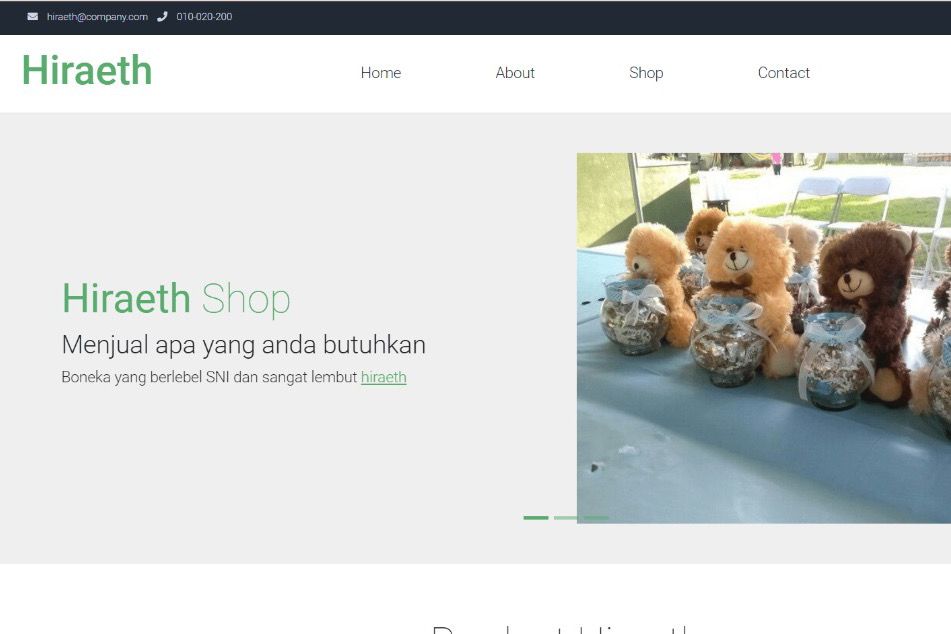 hiraeth@company.com 010-020-200
Hiraeth Home About Shop Contact
Hiraeth Shop
Menjual apa yang anda butuhkan
Boneka yang berlebel SNI dan sangat lembut hiraeth